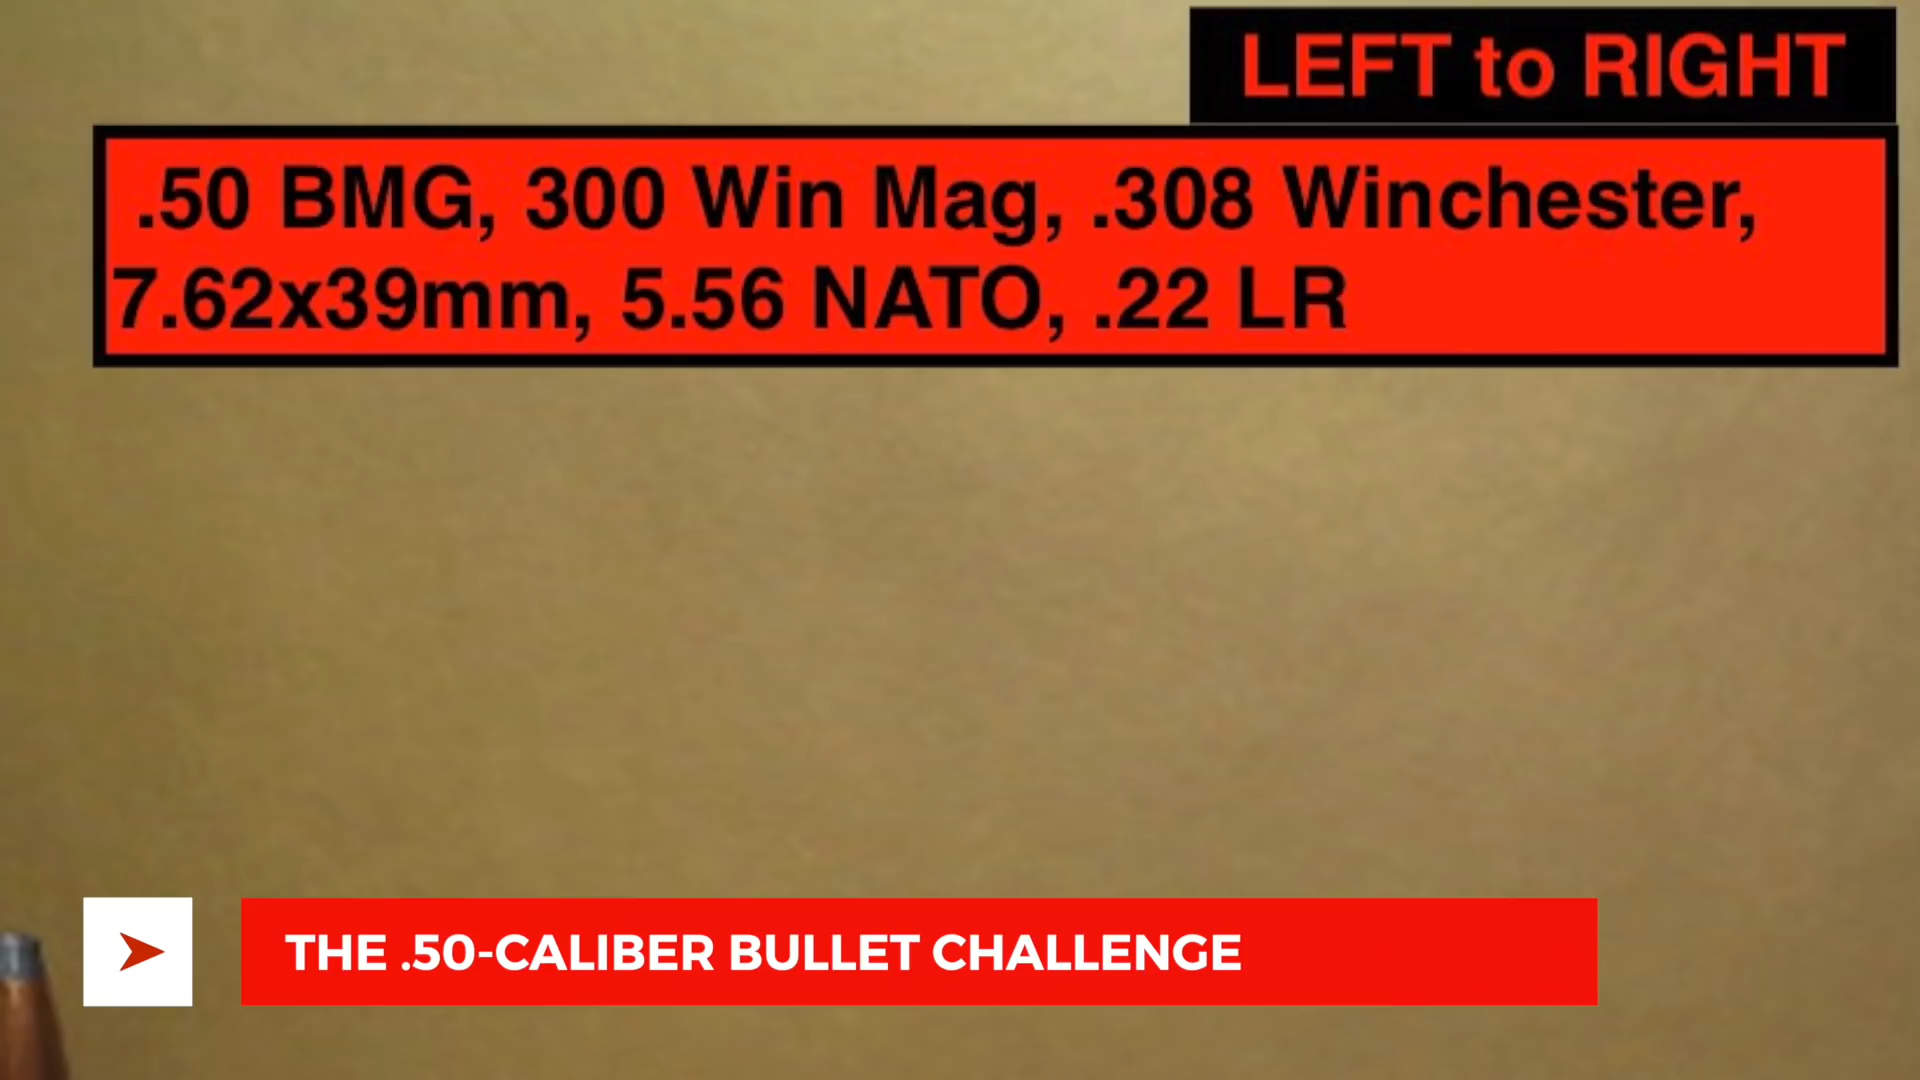 LEFT to RIGHT
.50 BMG, 300 Win Mag, .308 Winchester,
7.62x39mm, 5.56 NATO, .22 LR
THE .50-CALIBER BULLET CHALLENGE